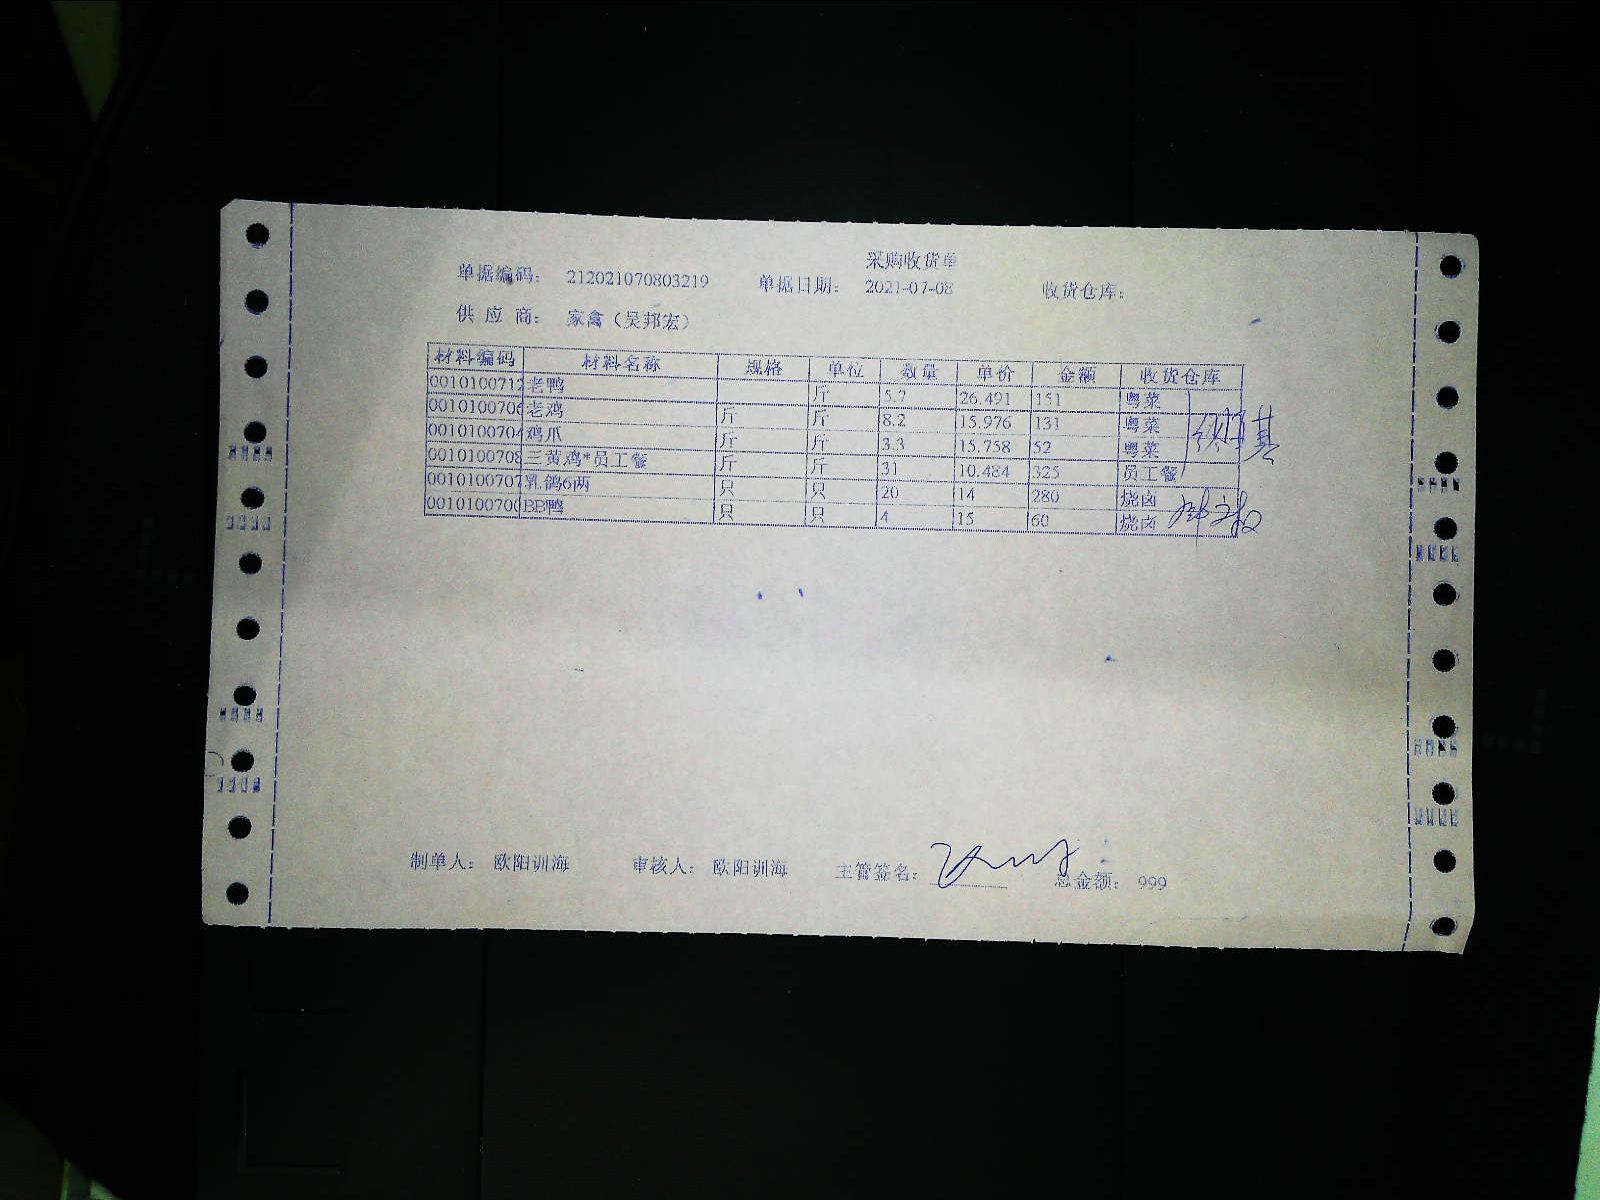 采购收货单
单据编码： 212021070803219 单据日期： 2021-07-08 收货仓库：
供 应 商： 家禽（吴邦宏）
材料编码 材料名称 规格 单位 数量 单价 金额 收货仓库
0010100712 老鸭 斤 5.7 26.491 151 粤菜
0010100706 老鸡 斤 斤 8.2 15.976 131 粤菜
0010100704 鸡爪 斤 斤 3.3 15.758 52 粤菜
0010100708 三黄鸡*员工餐 斤 斤 31 10.484 325 员工餐
0010100707 乳鸽6两 只 只 20 14 280 烧卤
0010100700 BB鸭 只 只 4 15 60 烧卤
制单人： 欧阳训海 审核人： 欧阳训海 主管签名： 总金额： 999